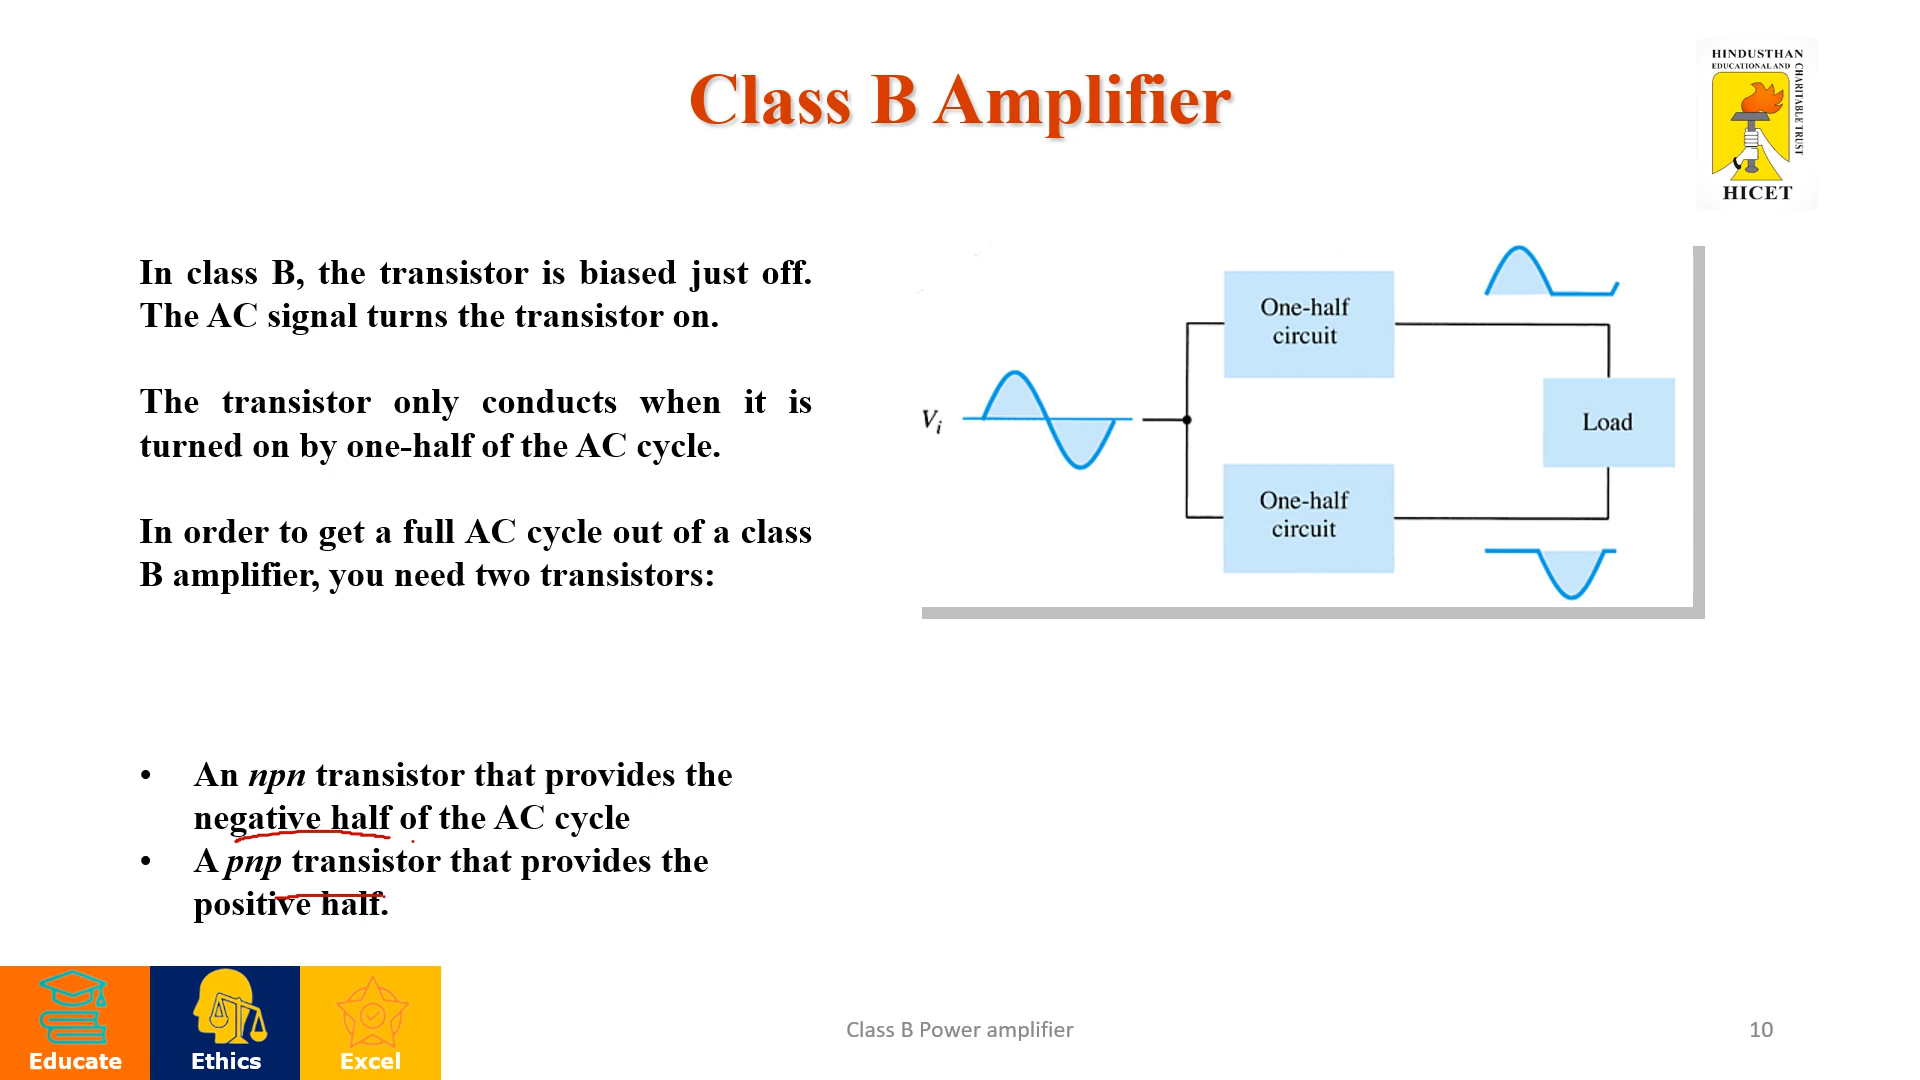 Class B Amplifier
HINDUSTHAN
EDUCATIONAL AND
CHARITABLE TRUST
HICET
In class B, the transistor is biased just off.
The AC signal turns the transistor on.
The transistor only conducts when it is
turned on by one-half of the AC cycle.
In order to get a full AC cycle out of a class
B amplifier, you need two transistors:
• An npn transistor that provides the
negative half of the AC cycle
• A pnp transistor that provides the
positive half.
One-half
circuit
Vi
Load
One-half
circuit
Educate
Ethics
Excel
Class B Power amplifier
10